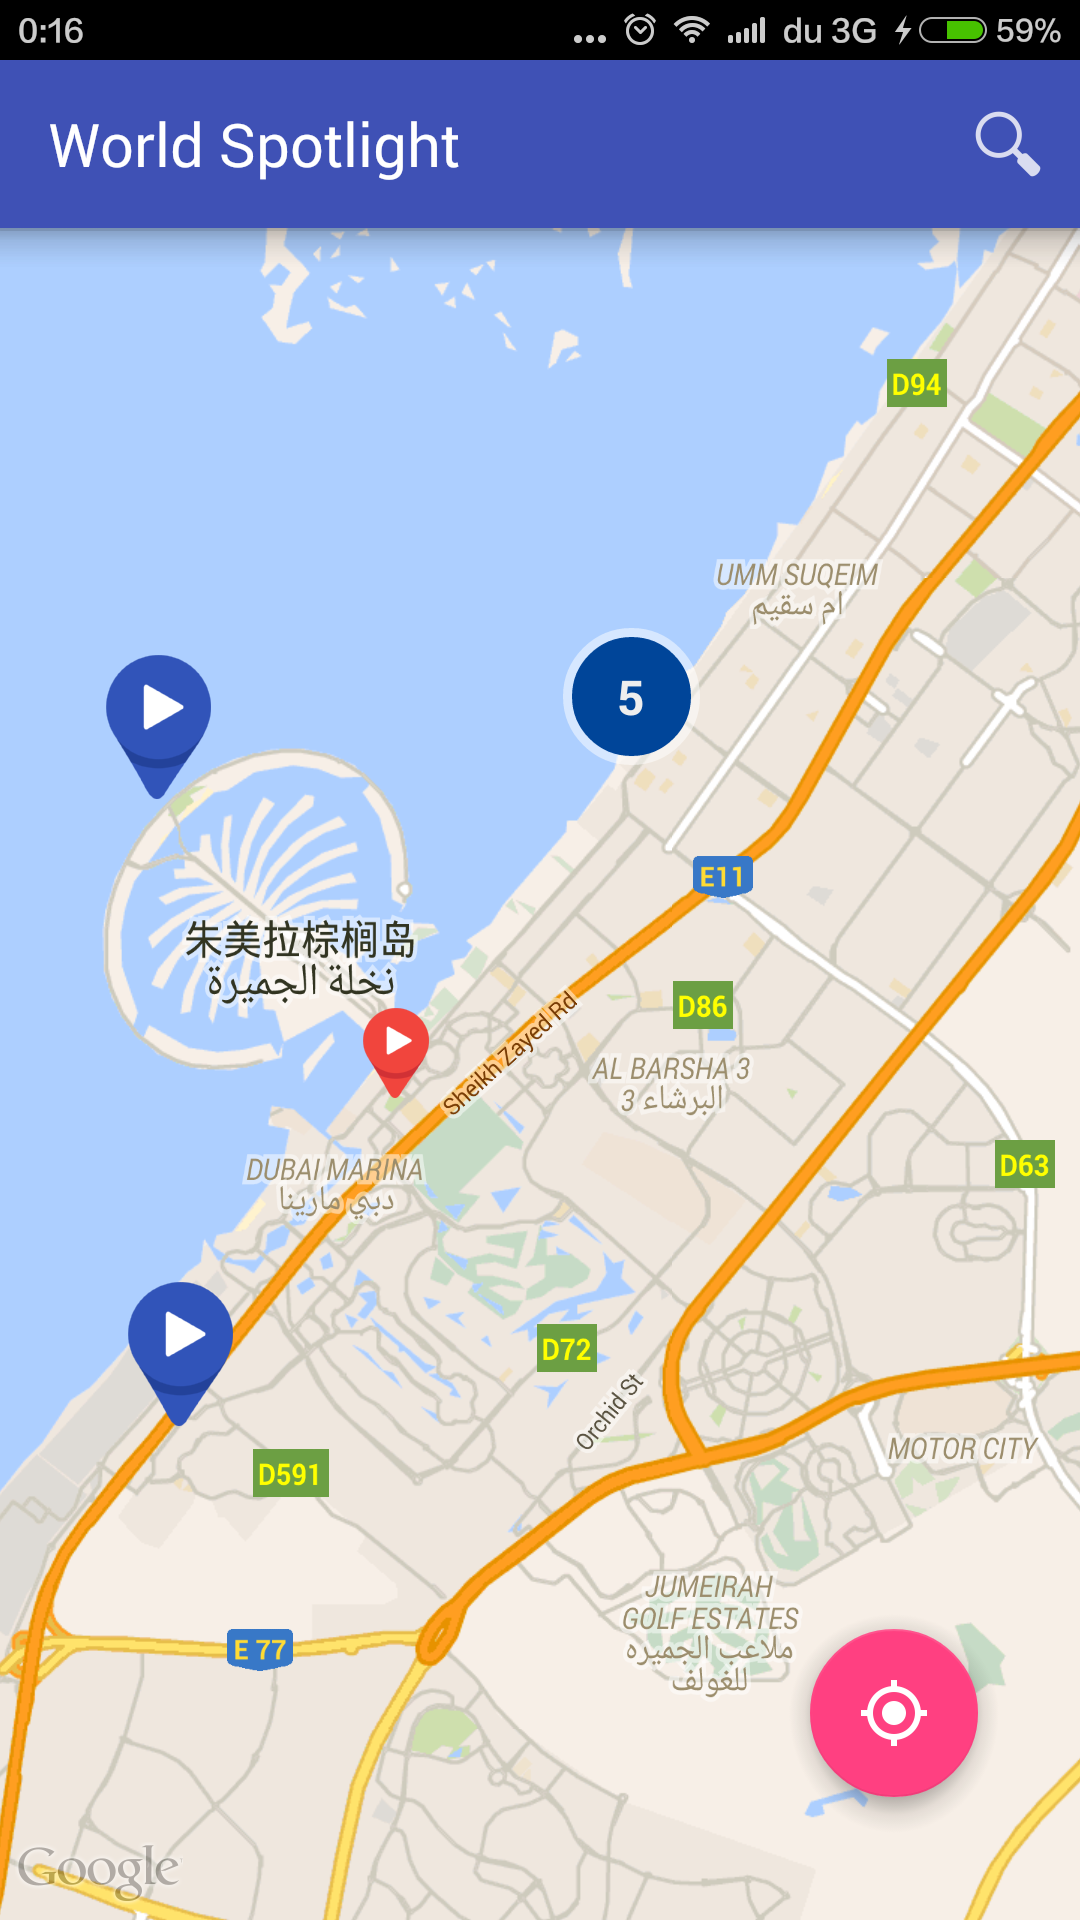 0:16
... du 3G 59%
World Spotlight
D94
UMM SUQEIM
ام سقيم
5
E11
朱美拉棕榈岛
نخلة الجميرة
D86
Sheikh Zayed Rd
AL BARSHA 3
البرشاء 3
D63
DUBAI MARINA
دبي مارينا
D72
Orchid St
MOTOR CITY
D591
JUMEIRAH
GOLF ESTATES
ملاعب الجميره
للغولف
E 77
Google